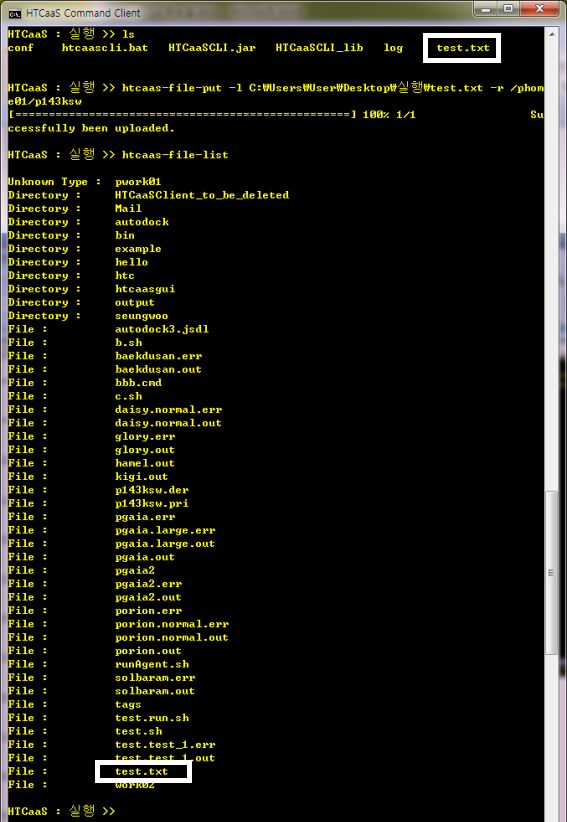 HTCaaS Command Client
HTCaaS : 실행 >> ls
conf htcaascli.bat HTCaaSCLI.jar HTCaaSCLI_lib log test.txt
HTCaaS : 실행 >> htcaas-file-put -l C:₩Users₩User₩Desktop₩실행₩test.txt -r /phom
e01/p143ksw
[==================================================] 100% 1/1 Su
ccessfully been uploaded.
HTCaaS : 실행 >> htcaas-file-list
Unknown Type : pwork01
Directory : HTCaaSClient_to_be_deleted
Directory : Mail
Directory : autodock
Directory : bin
Directory : example
Directory : hello
Directory : htc
Directory : htcaasgui
Directory : output
Directory : seungwoo
File : autodock3.jsdl
File : b.sh
File : baekdusan.err
File : baekdusan.out
File : bbb.cmd
File : c.sh
File : daisy.normal.err
File : daisy.normal.out
File : glory.err
File : glory.out
File : hamel.out
File : kigi.out
File : p143ksw.der
File : p143ksw.pri
File : pgaia.err
File : pgaia.large.err
File : pgaia.large.out
File : pgaia.out
File : pgaia2
File : pgaia2.err
File : pgaia2.out
File : porion.err
File : porion.normal.err
File : porion.normal.out
File : porion.out
File : runAgent.sh
File : solbaram.err
File : solbaram.out
File : tags
File : test.run.sh
File : test.sh
File : test.test_1.err
File : test.test_1.out
File : test.txt
File : work02
HTCaaS : 실행 >>